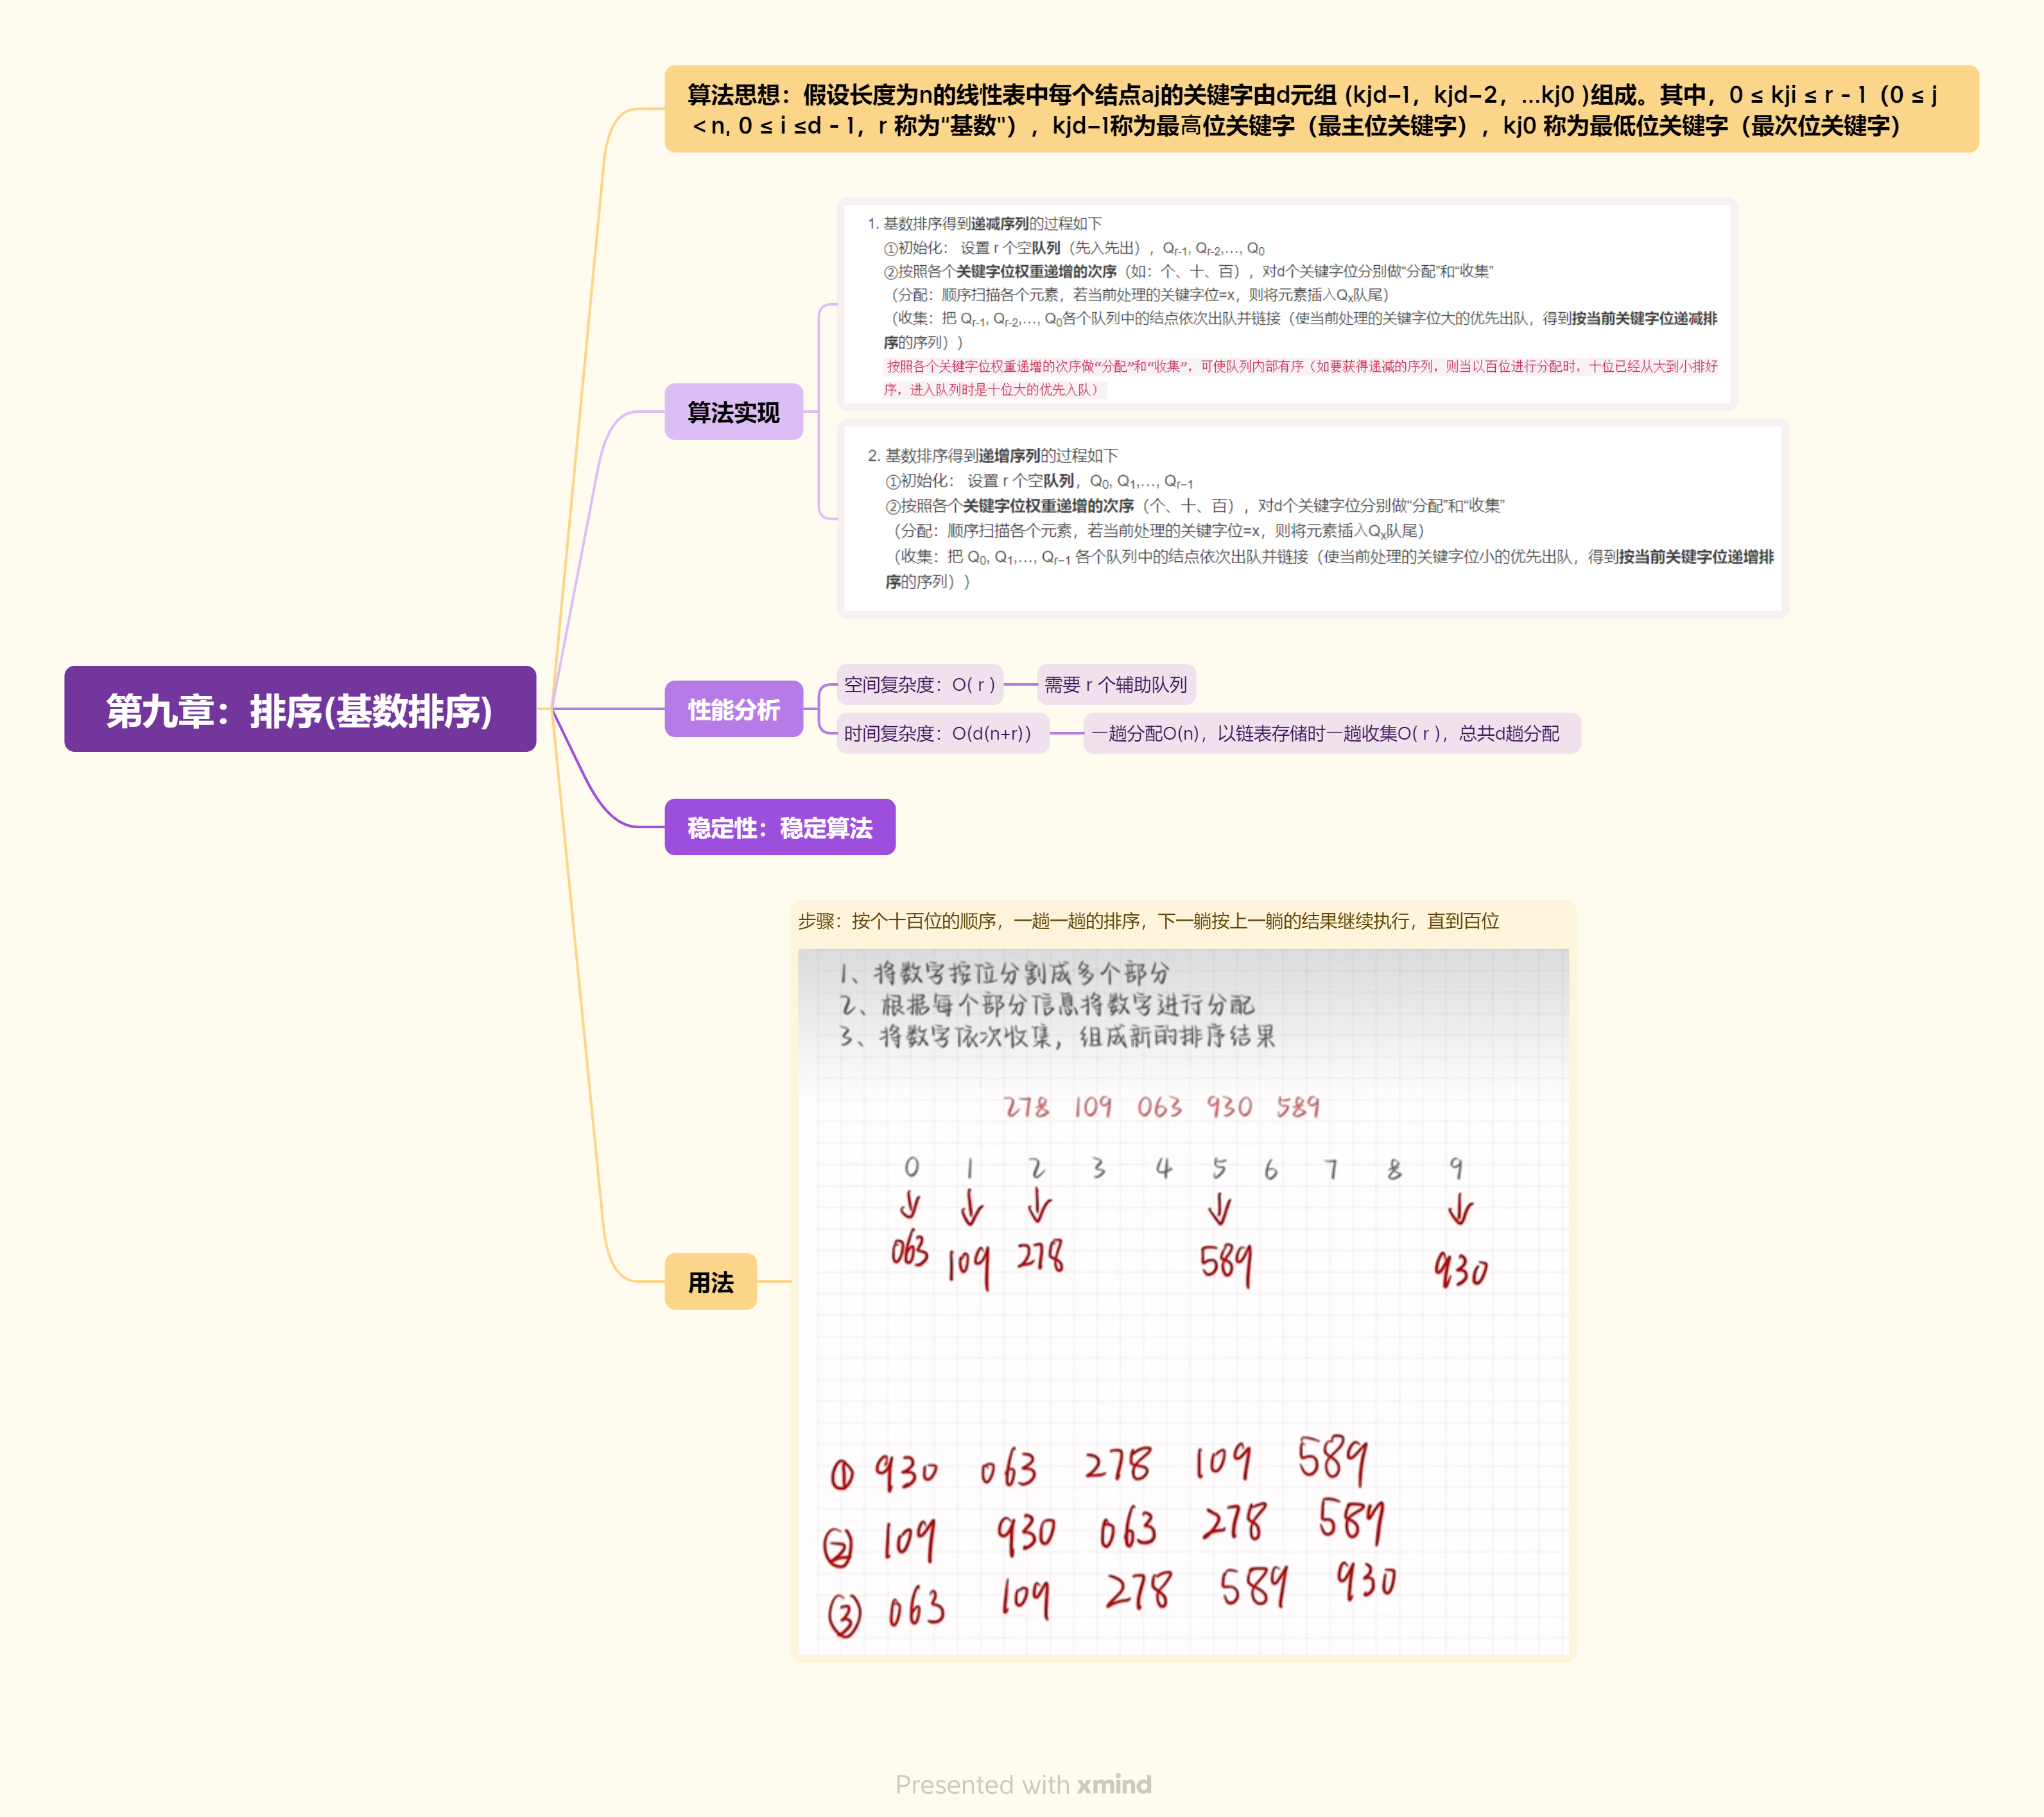 第九章：排序(基数排序)
算法思想：假设长度为n的线性表中每个结点aj的关键字由d元组 (kjd−1，kjd−2，…kj0 )组成。其中，0 ≤ kji ≤ r - 1（0 ≤ j
＜n, 0 ≤ i ≤d - 1，r 称为"基数"），kjd−1称为最高位关键字（最主位关键字），kj0 称为最低位关键字（最次位关键字）
算法实现
1. 基数排序得到递减序列的过程如下
①初始化： 设置 r 个空队列（先入先出），Qr-1, Qr-2,…, Q0
②按照各个关键字位权重递增的次序（如：个、十、百），对d个关键字位分别做“分配”和“收集”
（分配：顺序扫描各个元素，若当前处理的关键字位=x，则将元素插入Qx队尾）
（收集：把 Qr-1, Qr-2,…, Q0各个队列中的结点依次出队并链接（使当前处理的关键字位大的优先出队，得到按当前关键字位递减排
序的序列））
按照各个关键字位权重递增的次序做“分配”和“收集”，可使队列内部有序（如要获得递减的序列，则当以百位进行分配时，十位已经从大到小排好
序，进入队列时是十位大的优先入队）
2. 基数排序得到递增序列的过程如下
①初始化： 设置 r 个空队列，Q0, Q1,…, Qr−1
②按照各个关键字位权重递增的次序（个、十、百），对d个关键字位分别做“分配”和“收集”
（分配：顺序扫描各个元素，若当前处理的关键字位=x，则将元素插入Qx队尾）
（收集：把 Q0, Q1,…, Qr−1 各个队列中的结点依次出队并链接（使当前处理的关键字位小的优先出队，得到按当前关键字位递增排
序的序列））
性能分析
空间复杂度：O( r )
需要 r 个辅助队列
时间复杂度：O(d(n+r))
一趟分配O(n)，以链表存储时一趟收集O( r )，总共d趟分配
稳定性：稳定算法
用法
步骤：按个十百位的顺序，一趟一趟的排序，下一躺按上一躺的结果继续执行，直到百位
1、将数字按位分割成多个部分
2、根据每个部分信息将数字进行分配
3、将数字依次收集，组成新的排序结果
278 109 063 930 589
0 1 2 3 4 5 6 7 8 9
063 109 278 589 930
① 930 063 278 109 589
② 109 930 063 278 589
③ 063 109 278 589 930
Presented with xmind